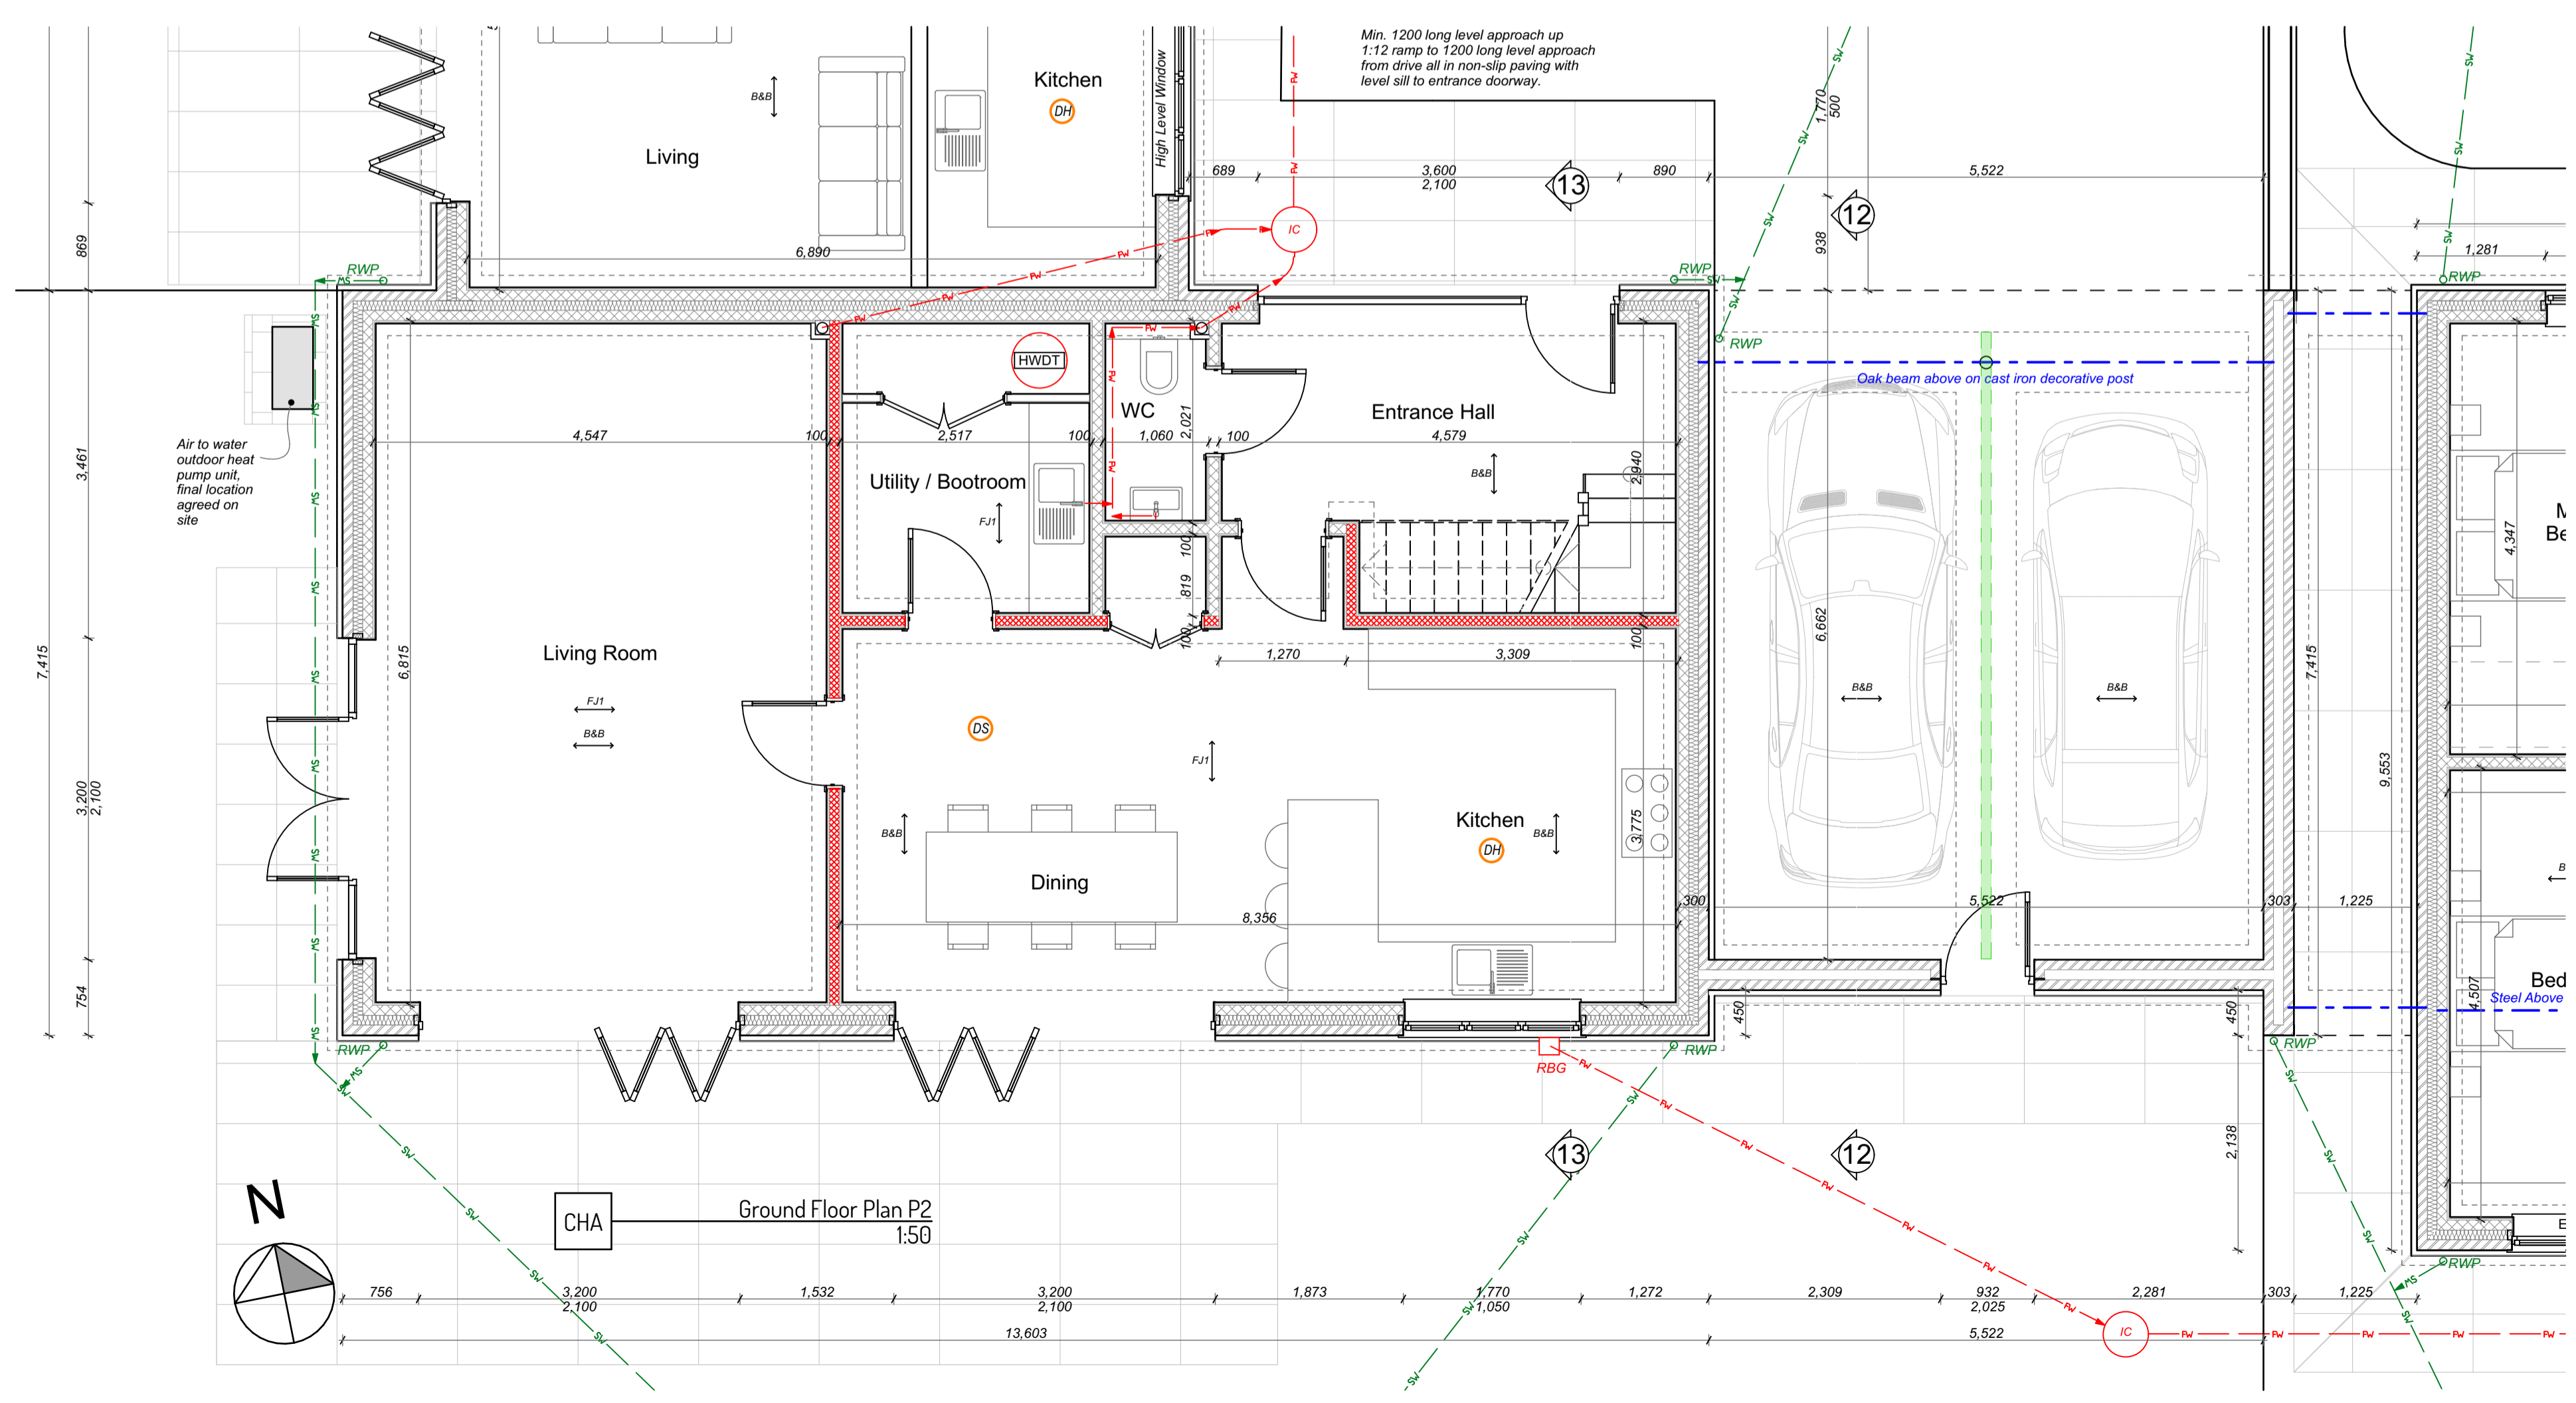 Min. 1200 long level approach up
1:12 ramp to 1200 long level approach
from drive all in non-slip paving with
level sill to entrance doorway.
Kitchen
DH
B&B
Living
High Level Window
FW
SW
1,770
500
689
3,600
2,100
890
5,522
13
12
869
938
IC
6,890
1,281
RWP
SW
RWP
SW
RWP
RWP
HWDT
Oak beam above on cast iron decorative post
WC
Entrance Hall
2,021
Air to water
outdoor heat
pump unit,
final location
agreed on
site
4,547
100
2,517
100
1,060
100
4,579
3,461
B&B
2,940
Utility / Bootroom
FJ1
4,347
100
819
100
6,662
100
7,415
6,815
Living Room
1,270
3,309
7,415
FJ1
B&B
DS
FJ1
B&B
B&B
9,553
3,200
2,100
B&B
Kitchen
B&B
DH
3,775
Dining
8,356
300
5,522
303
1,225
754
4,507
Bed
Steel Above
450
450
RWP
RWP
RWP
RBG
2,138
13
12
N
CHA
Ground Floor Plan P2
1:50
RWP
756
3,200
2,100
1,532
3,200
2,100
1,873
1,770
1,050
1,272
2,309
932
2,025
2,281
303
1,225
13,603
5,522
IC
FW
SW